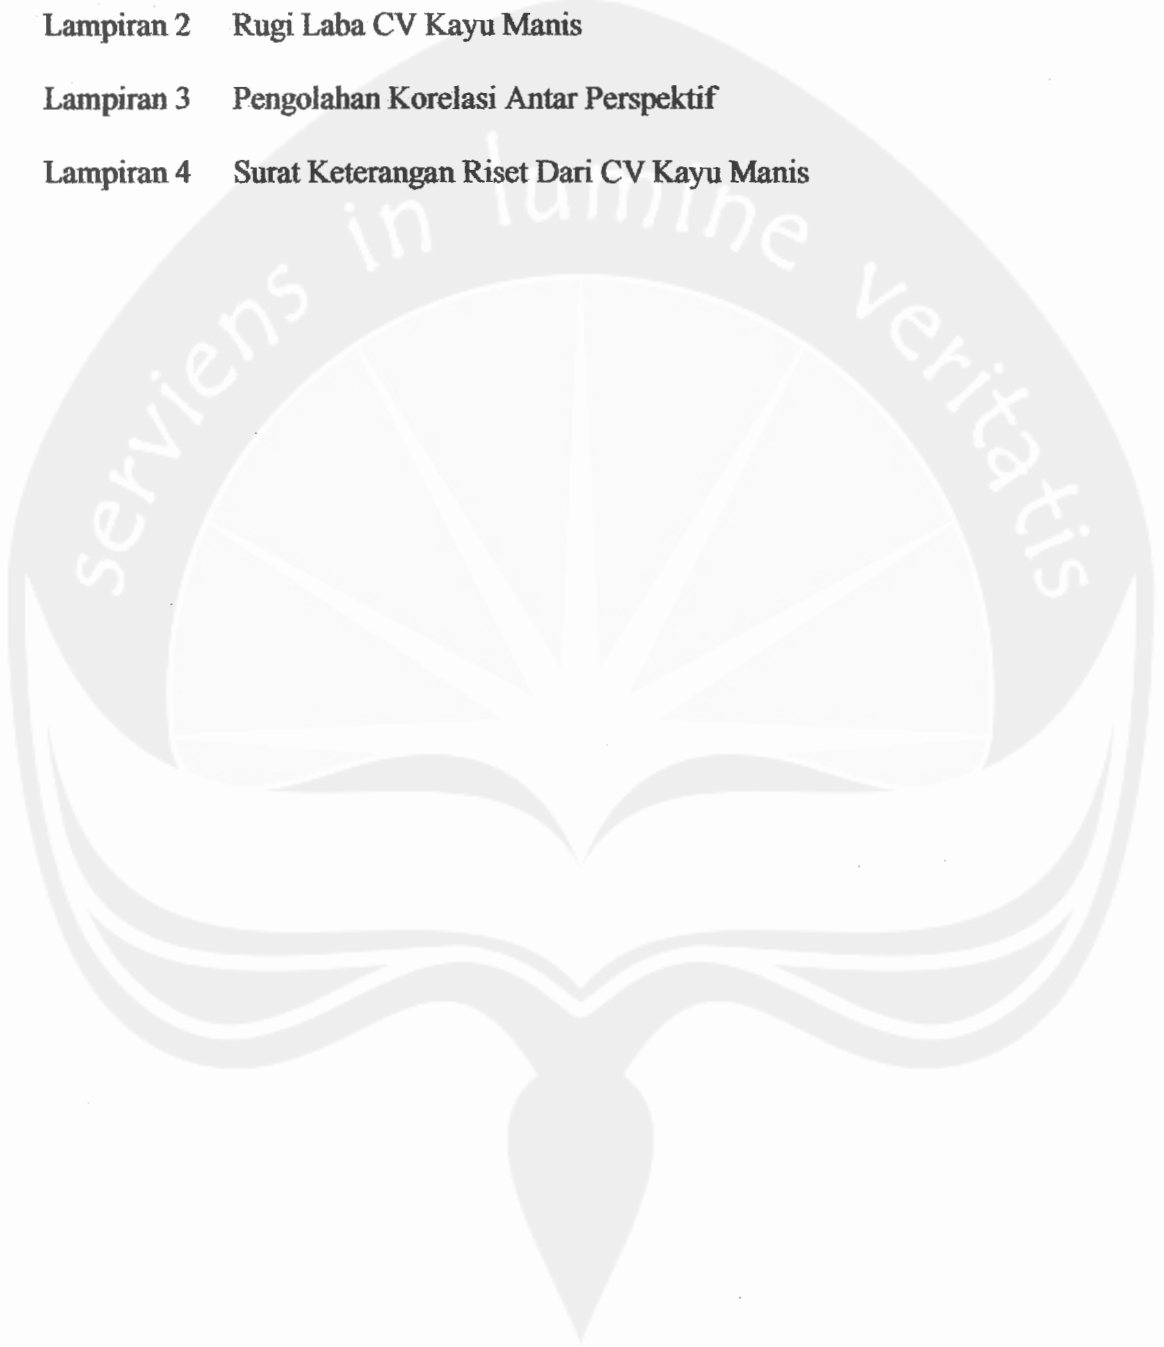 Lampiran 2 Rugi Laba CV Kayu Manis
Lampiran 3 Pengolahan Korelasi Antar Perspektif
Lampiran 4 Surat Keterangan Riset Dari CV Kayu Manis
serviens in lumine veritatis